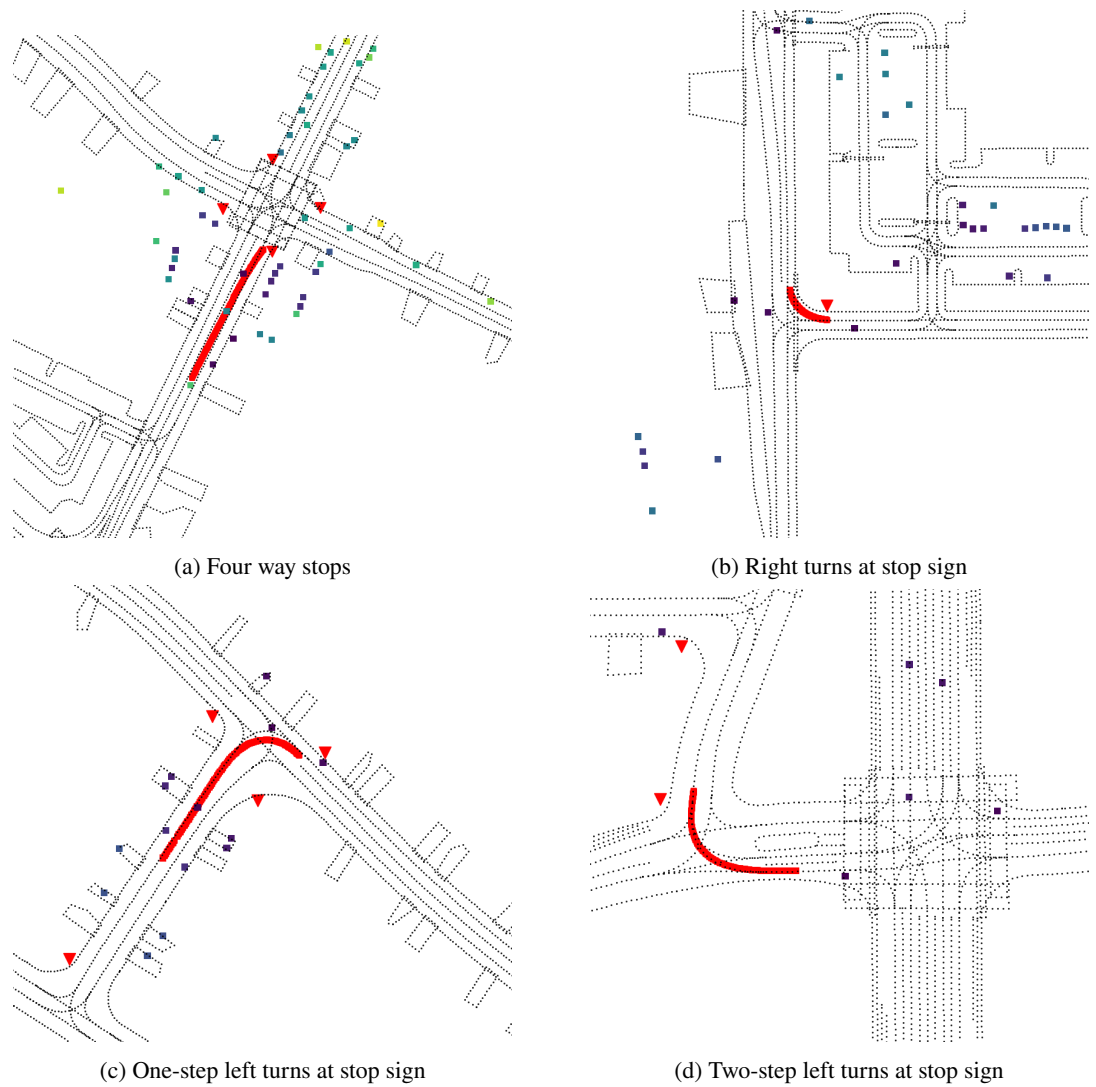 (a) Four way stops
(b) Right turns at stop sign
(c) One-step left turns at stop sign
(d) Two-step left turns at stop sign